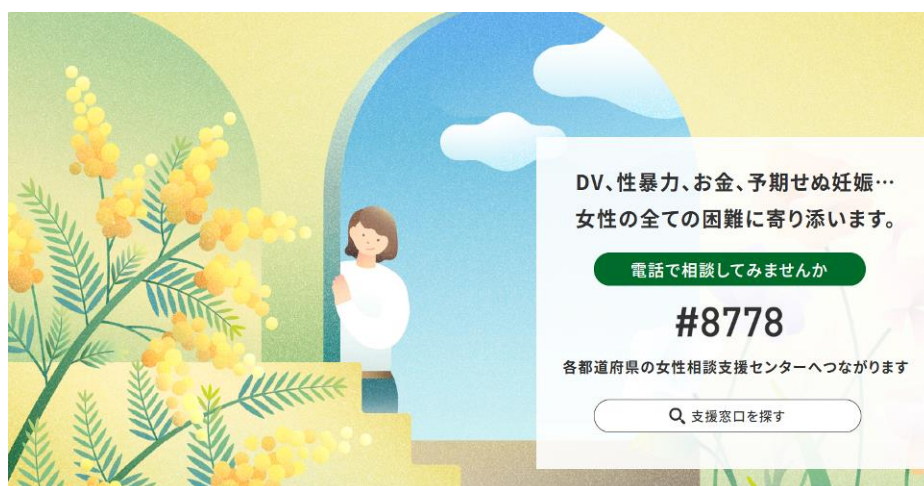 DV、性暴力、お金、予期せぬ妊娠…
女性の全ての困難に寄り添います。
電話で相談してみませんか
#8778
各都道府県の女性相談支援センターへつながります
支援窓口を探す